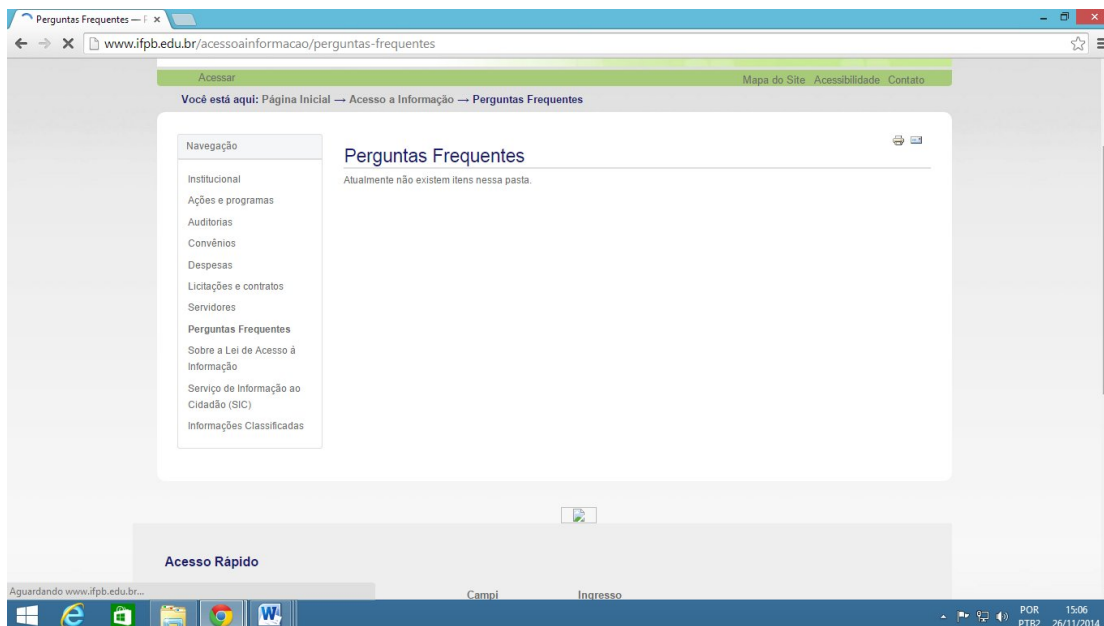 Perguntas Frequentes — F
www.ifpb.edu.br/acessoainformacao/perguntas-frequentes
Acessar
Mapa do Site Acessibilidade Contato
Você está aqui: Página Inicial → Acesso a Informação → Perguntas Frequentes
Navegação
Institucional
Ações e programas
Auditorias
Convênios
Despesas
Licitações e contratos
Servidores
Perguntas Frequentes
Sobre a Lei de Acesso á
Informação
Serviço de Informação ao
Cidadão (SIC)
Informações Classificadas
Perguntas Frequentes
Atualmente não existem itens nessa pasta.
Acesso Rápido
Campi
Ingresso
Aguardando www.ifpb.edu.br...
POR
PTB2
15:06
26/11/2014